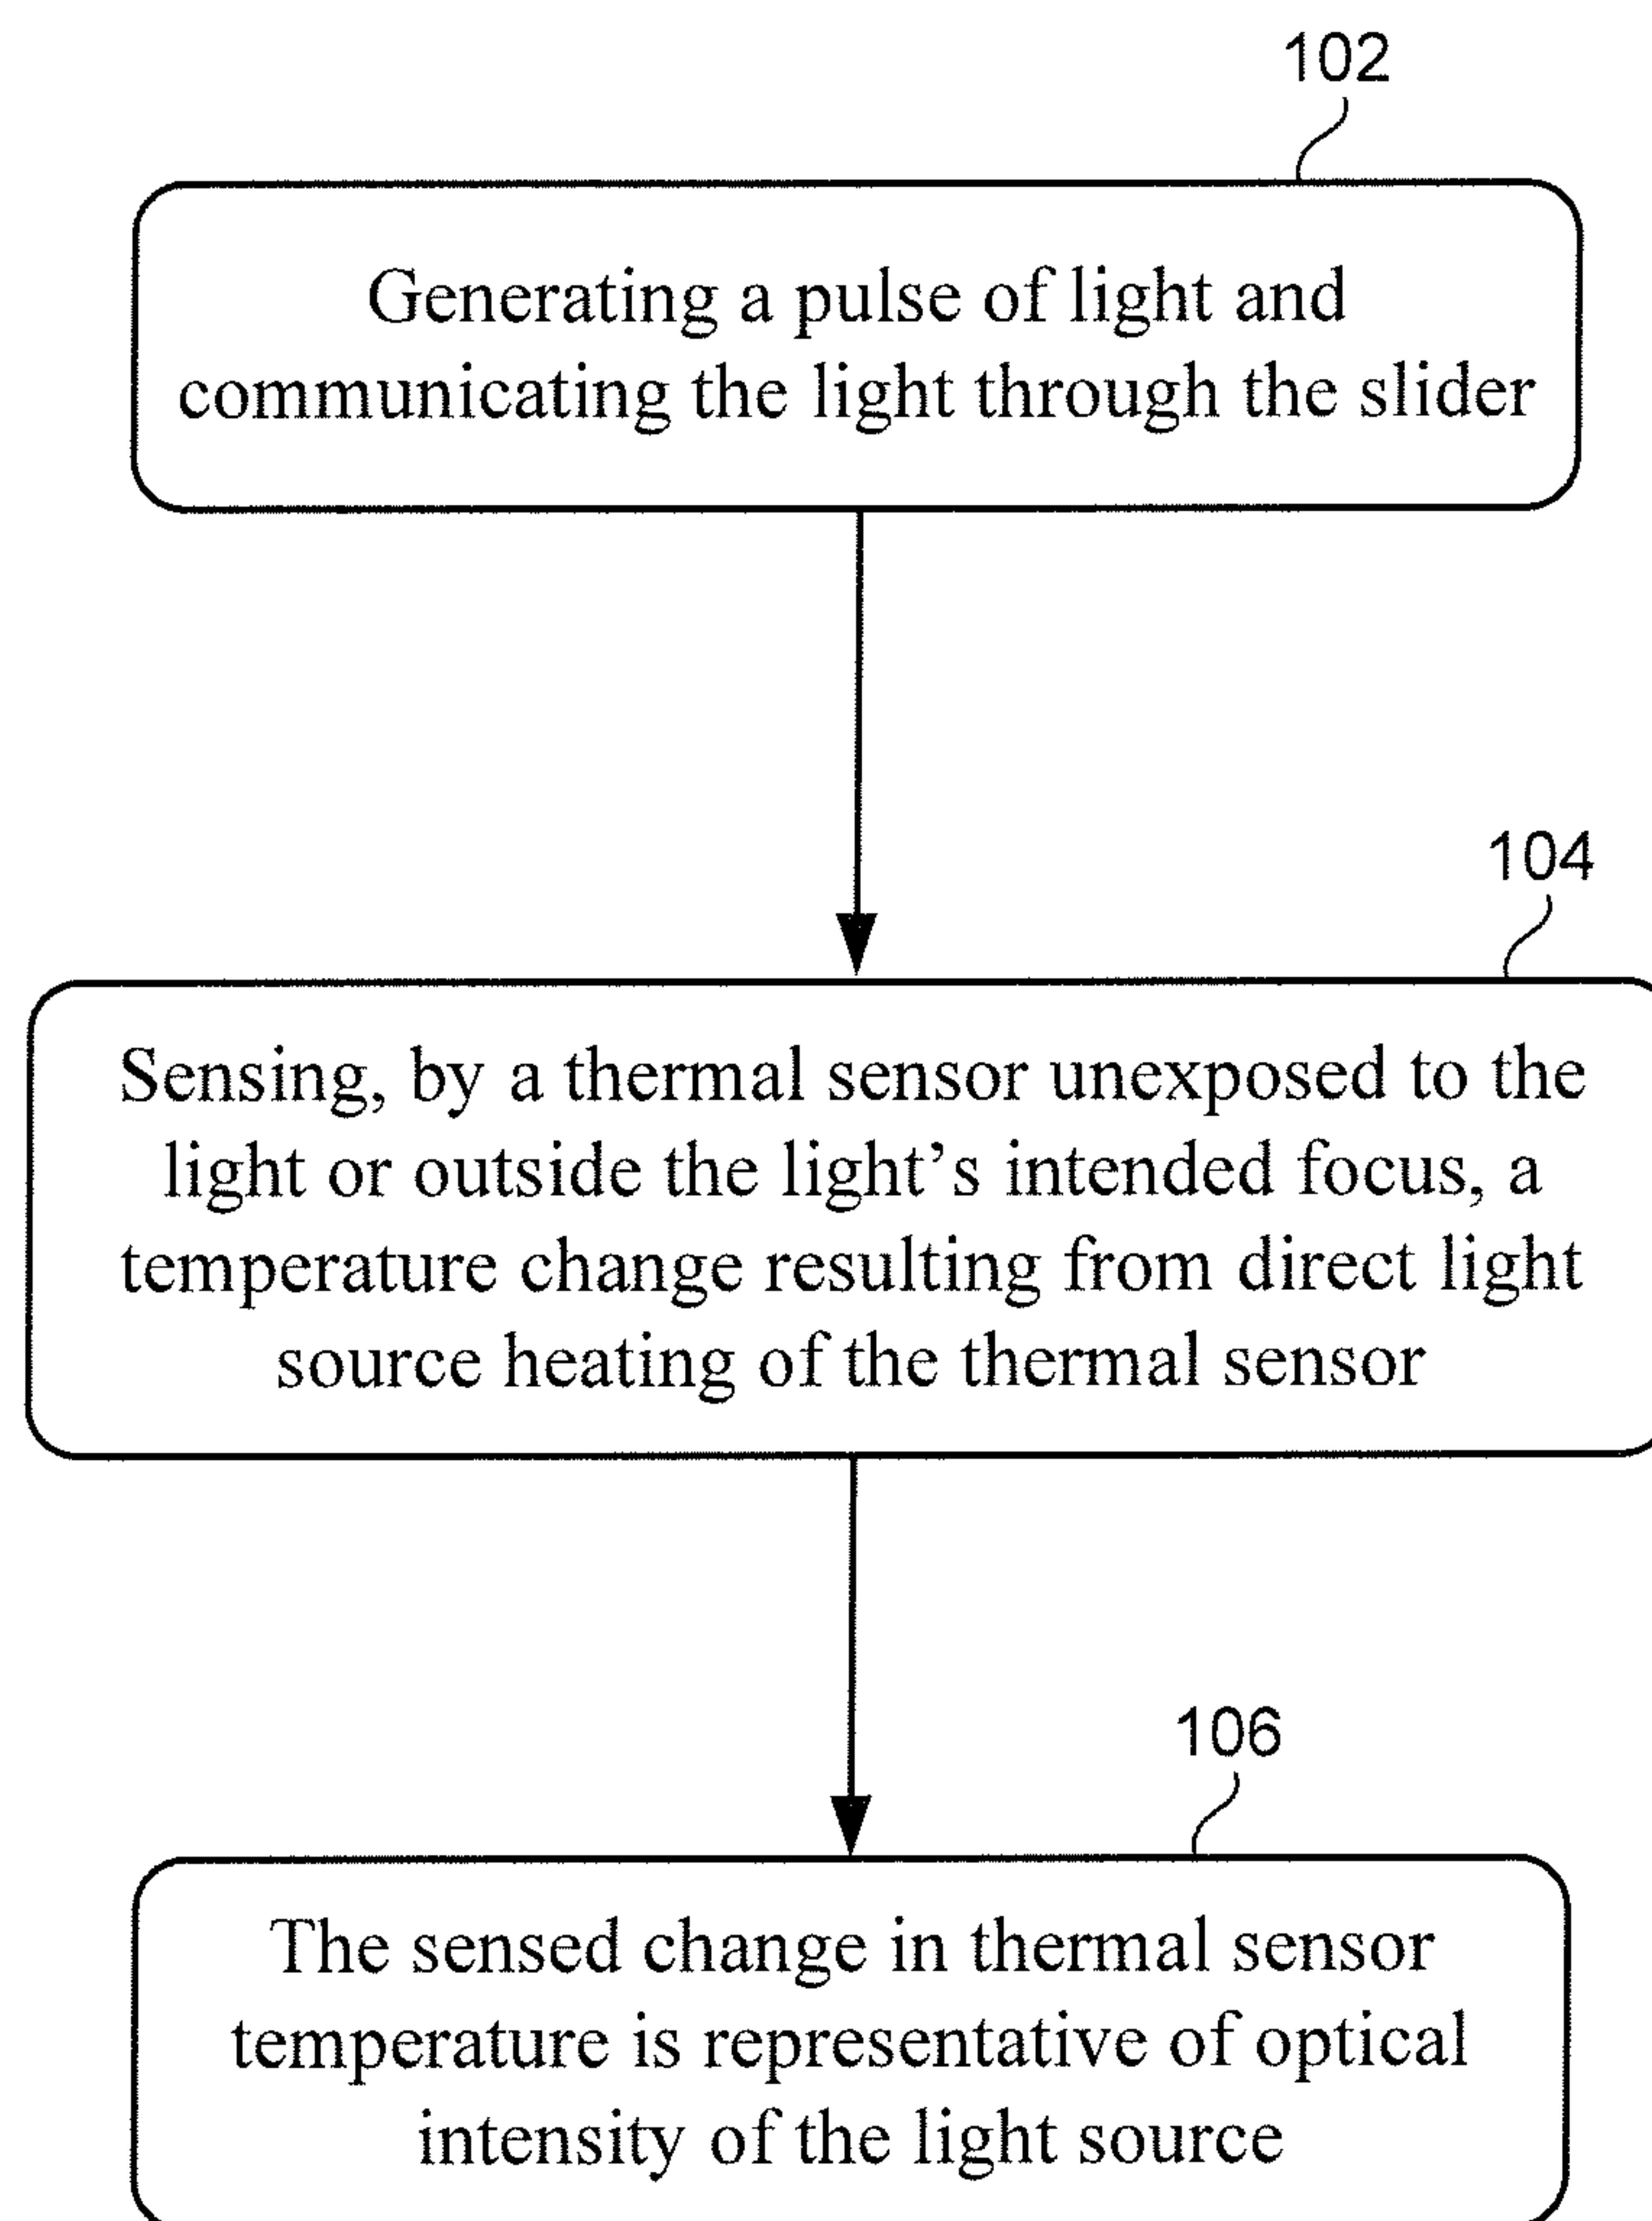 102
Generating a pulse of light and
communicating the light through the slider
104
Sensing, by a thermal sensor unexposed to the
light or outside the light’s intended focus, a
temperature change resulting from direct light
source heating of the thermal sensor
106
The sensed change in thermal sensor
temperature is representative of optical
intensity of the light source